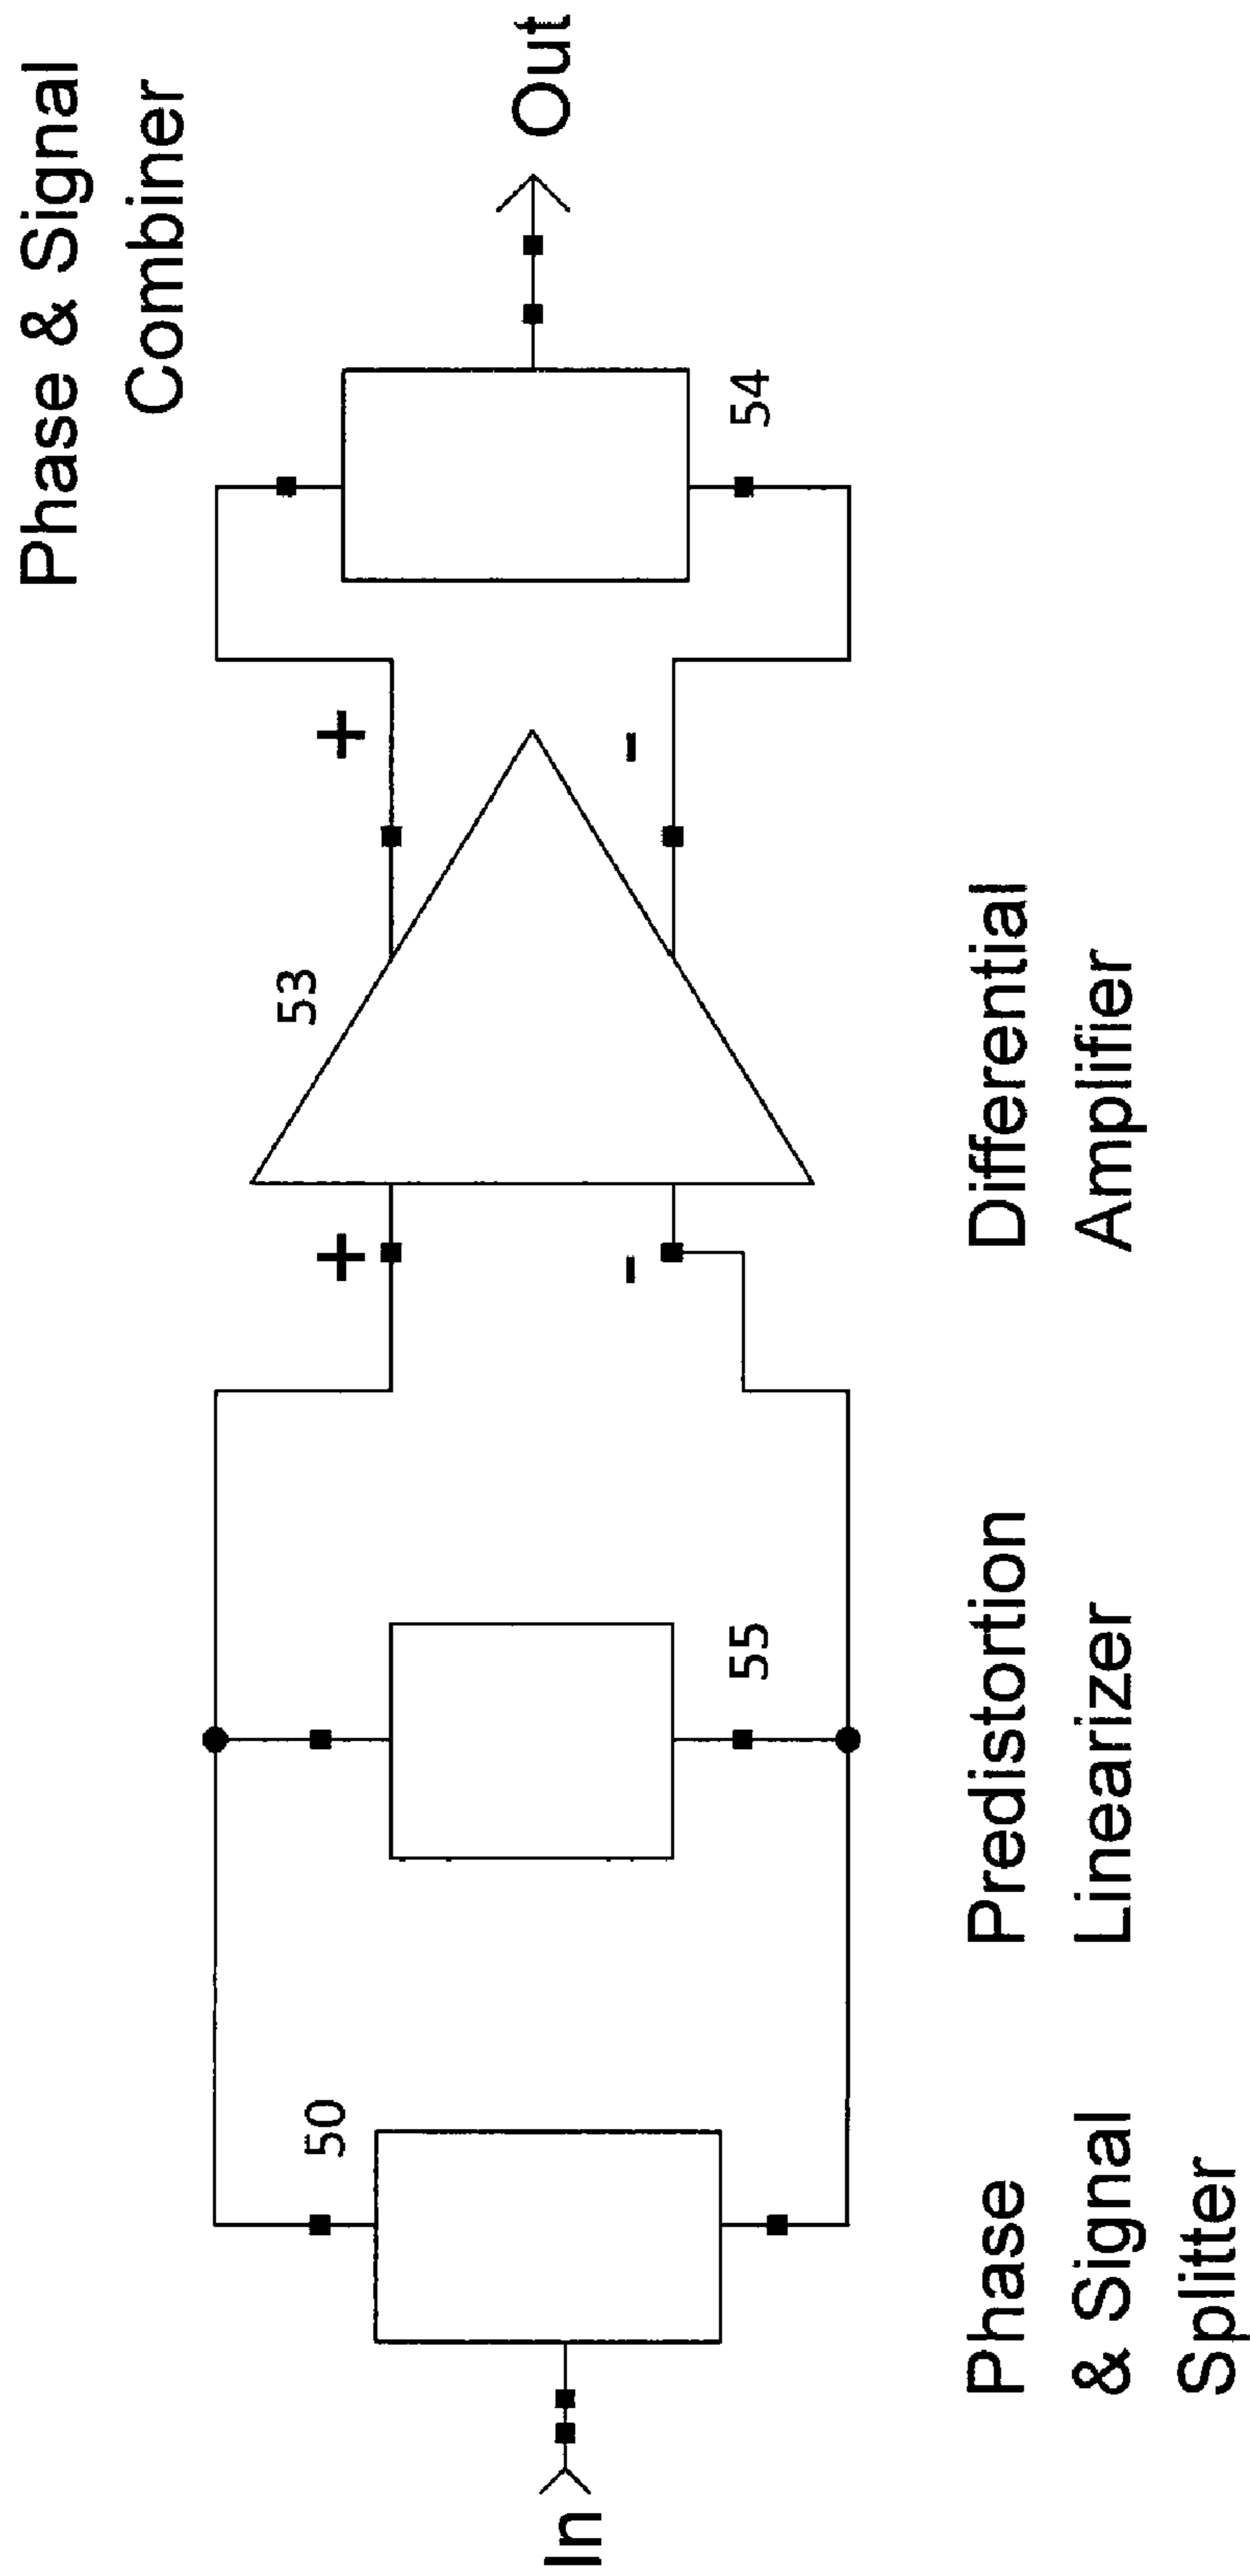 Phase & Signal
Combiner
In
50
55
+
-
53
+
-
54
Out
Phase
& Signal
Splitter
Predistortion
Linearizer
Differential
Amplifier